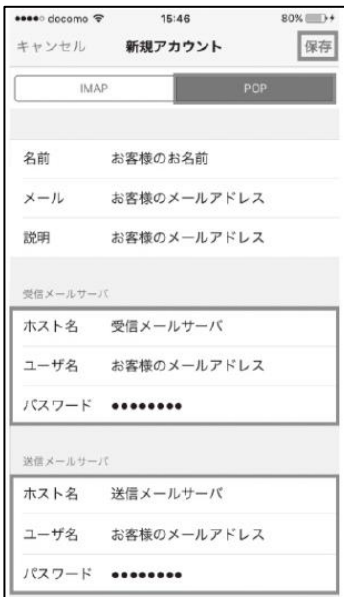 docomo 15:46 80%
キャンセル 新規アカウント 保存
IMAP POP
名前 お客様のお名前
メール お客様のメールアドレス
説明 お客様のメールアドレス
受信メールサーバ
ホスト名 受信メールサーバ
ユーザ名 お客様のメールアドレス
パスワード ●●●●●●●●
送信メールサーバ
ホスト名 送信メールサーバ
ユーザ名 お客様のメールアドレス
パスワード ●●●●●●●●